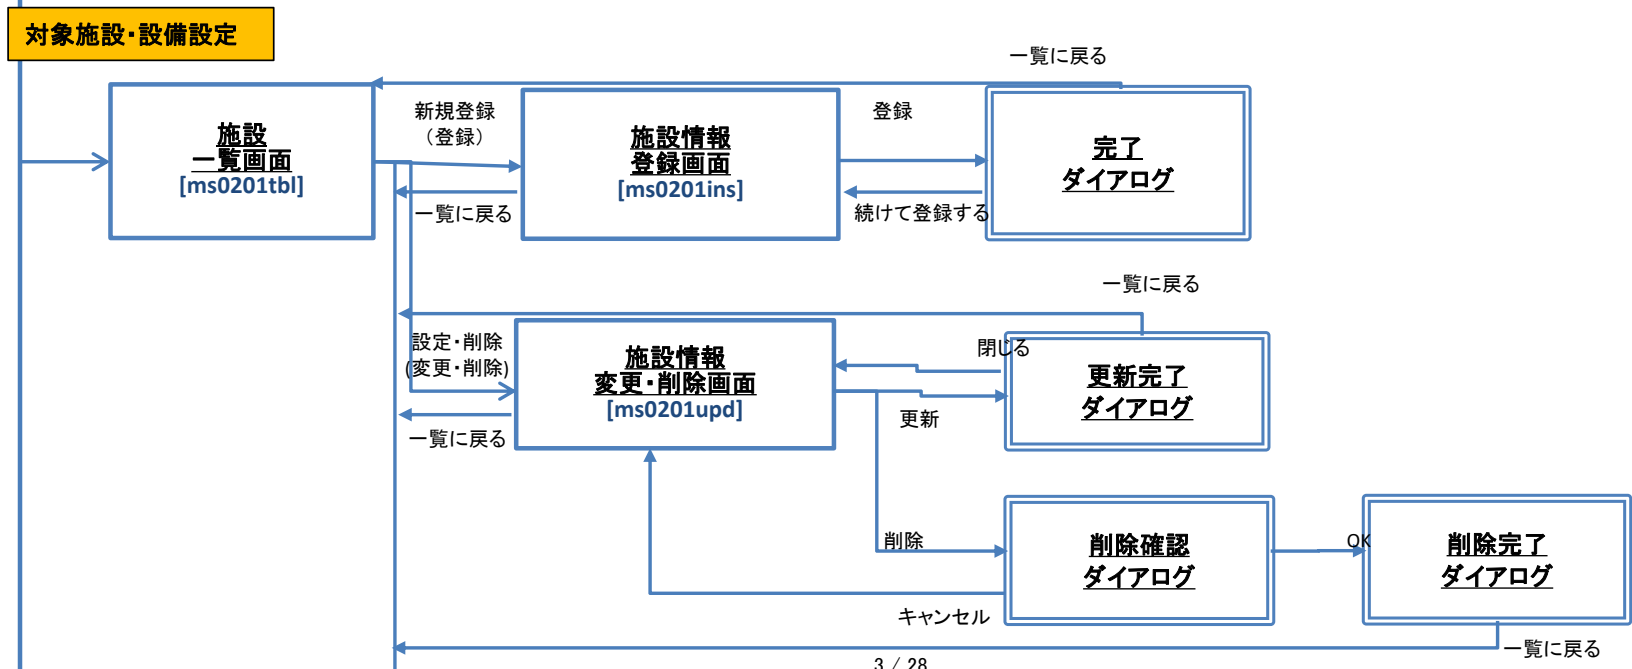 対象施設・設備設定
一覧に戻る
施設
一覧画面
[ms0201tbl]
新規登録
（登録）
一覧に戻る
施設情報
登録画面
[ms0201ins]
登録
続けて登録する
完了
ダイアログ
一覧に戻る
設定・削除
(変更・削除)
一覧に戻る
施設情報
変更・削除画面
[ms0201upd]
閉じる
更新
更新完了
ダイアログ
削除
キャンセル
削除確認
ダイアログ
OK
削除完了
ダイアログ
一覧に戻る
3 / 28